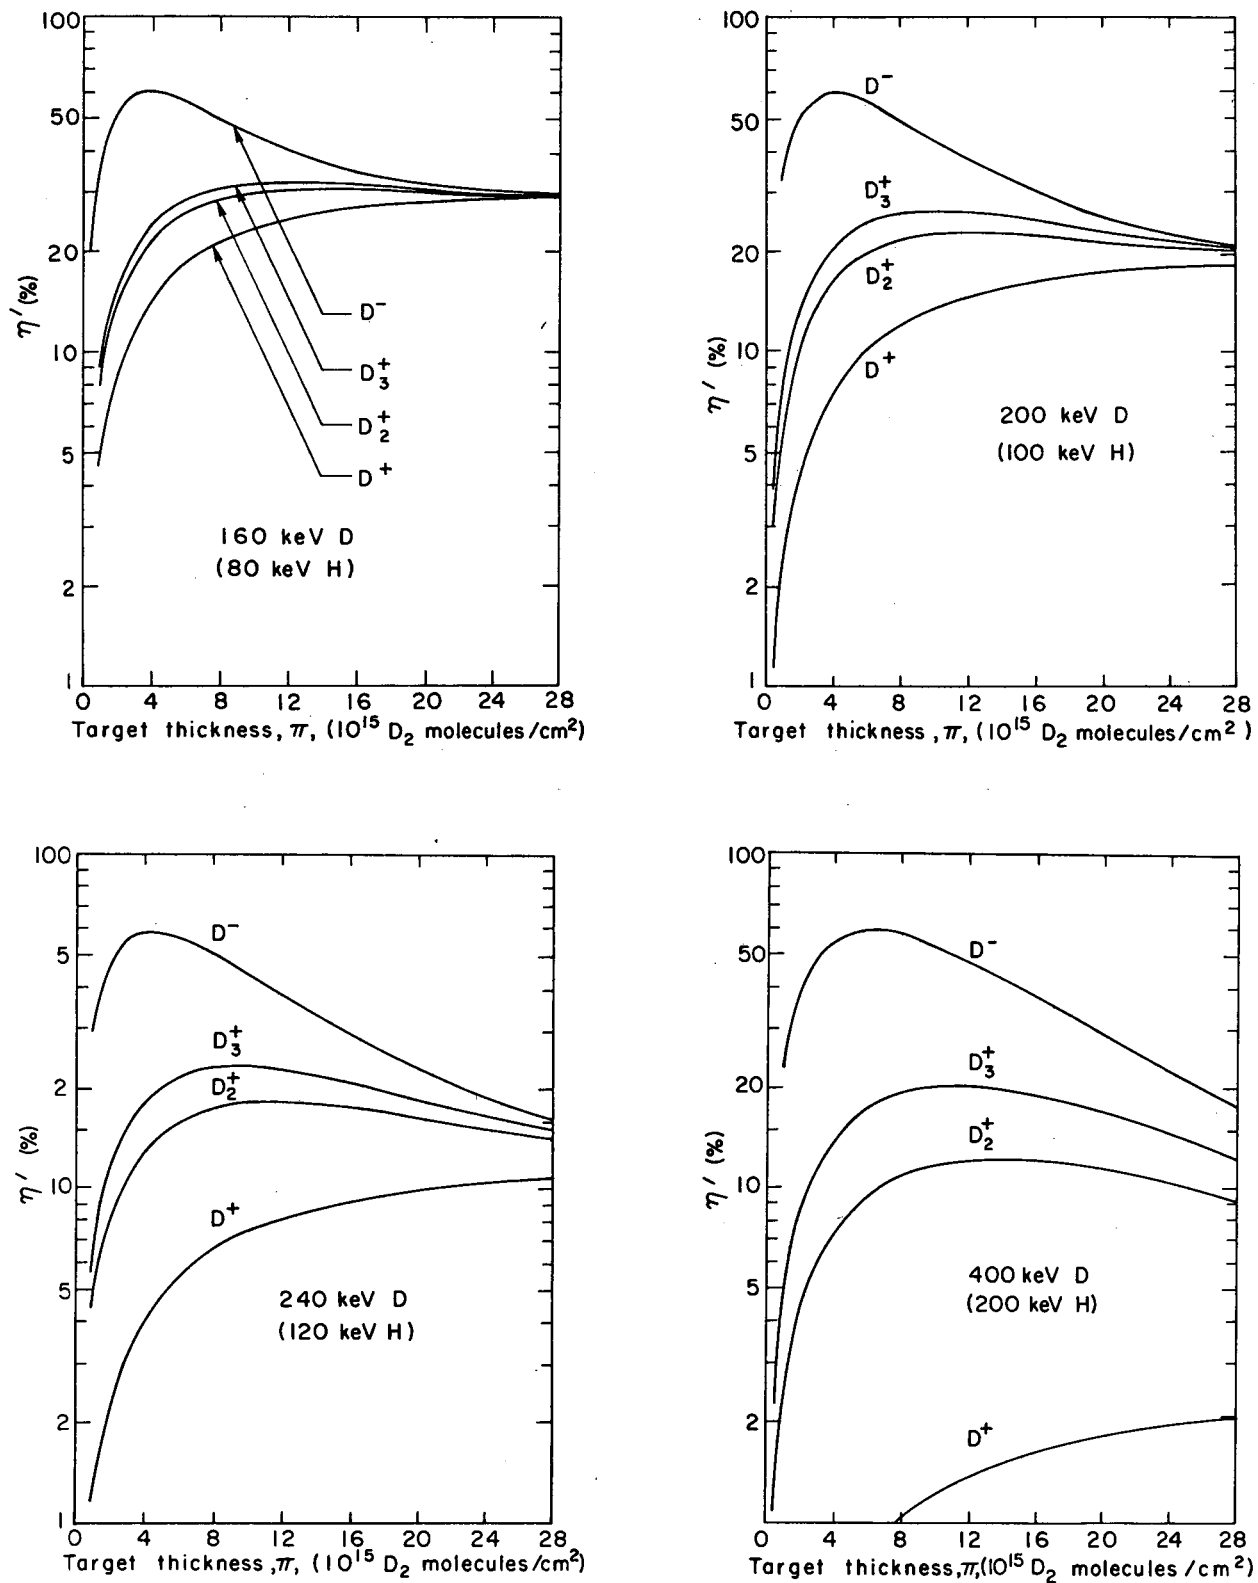 100
50
20
10
5
2
1
η′ (%)
D⁻
D₃⁺
D₂⁺
D⁺
160 keV D
(80 keV H)
0 4 8 12 16 20 24 28
Target thickness, π, (10¹⁵ D₂ molecules/cm²)
100
50
20
10
5
2
1
η′ (%)
D⁻
D₃⁺
D₂⁺
D⁺
200 keV D
(100 keV H)
0 4 8 12 16 20 24 28
Target thickness, π, (10¹⁵ D₂ molecules/cm²)
100
5
2
10
5
2
1
η′ (%)
D⁻
D₃⁺
D₂⁺
D⁺
240 keV D
(120 keV H)
0 4 8 12 16 20 24 28
Target thickness, π, (10¹⁵ D₂ molecules/cm²)
100
50
20
10
5
2
η′ (%)
D⁻
D₃⁺
D₂⁺
D⁺
400 keV D
(200 keV H)
0 4 8 12 16 20 24 28
Target thickness, π, (10¹⁵ D₂ molecules/cm²)